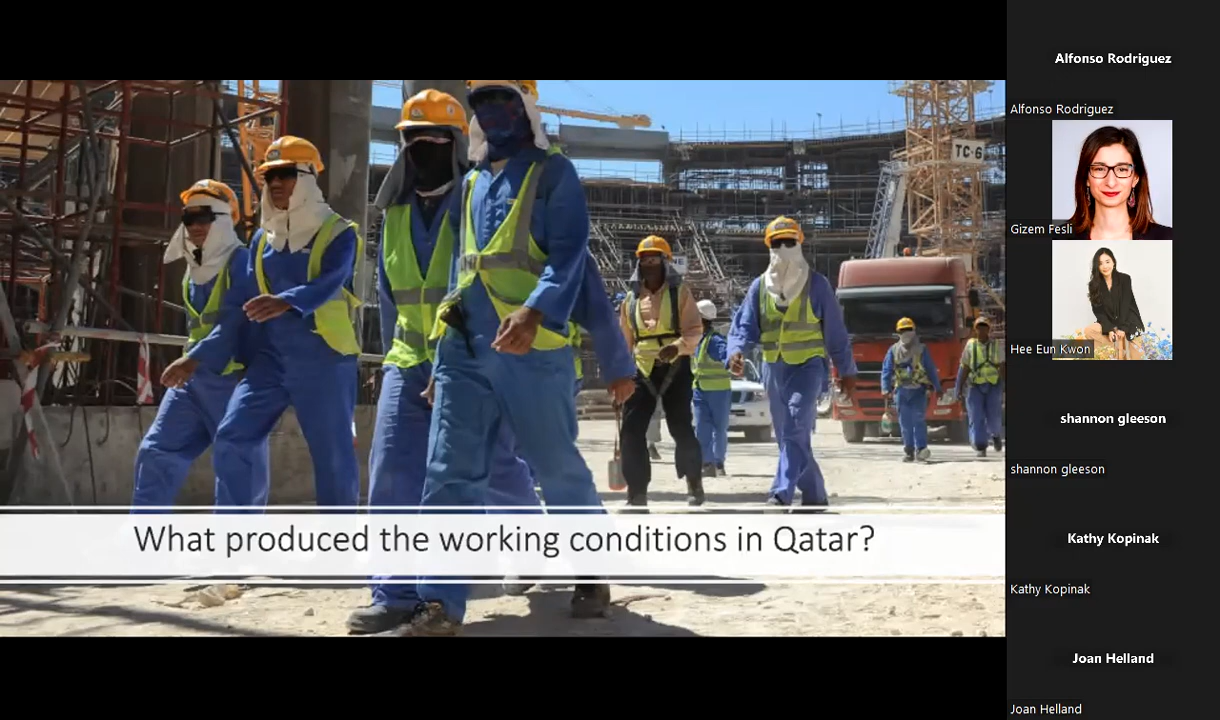 TC-6
What produced the working conditions in Qatar?
Alfonso Rodriguez
Alfonso Rodriguez
Gizem Fesli
Hee Eun Kwon
shannon gleeson
shannon gleeson
Kathy Kopinak
Kathy Kopinak
Joan Helland
Joan Helland